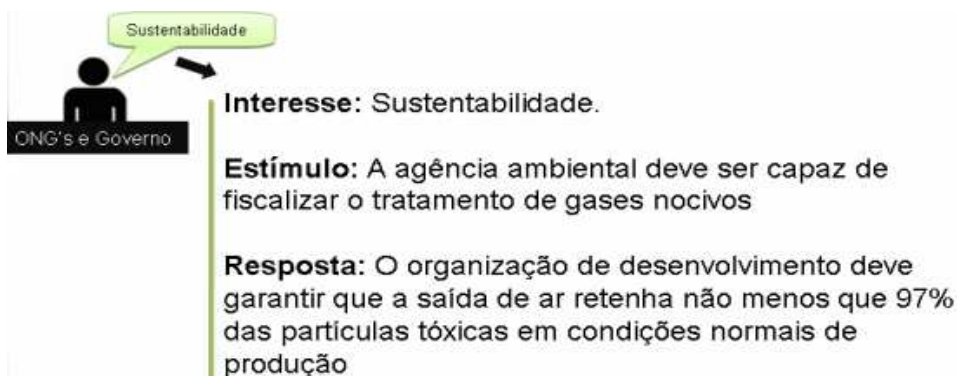 Sustentabilidade
ONG's e Governo
Interesse: Sustentabilidade.
Estímulo: A agência ambiental deve ser capaz de
fiscalizar o tratamento de gases nocivos
Resposta: O organização de desenvolvimento deve
garantir que a saída de ar retenha não menos que 97%
das partículas tóxicas em condições normais de
produção